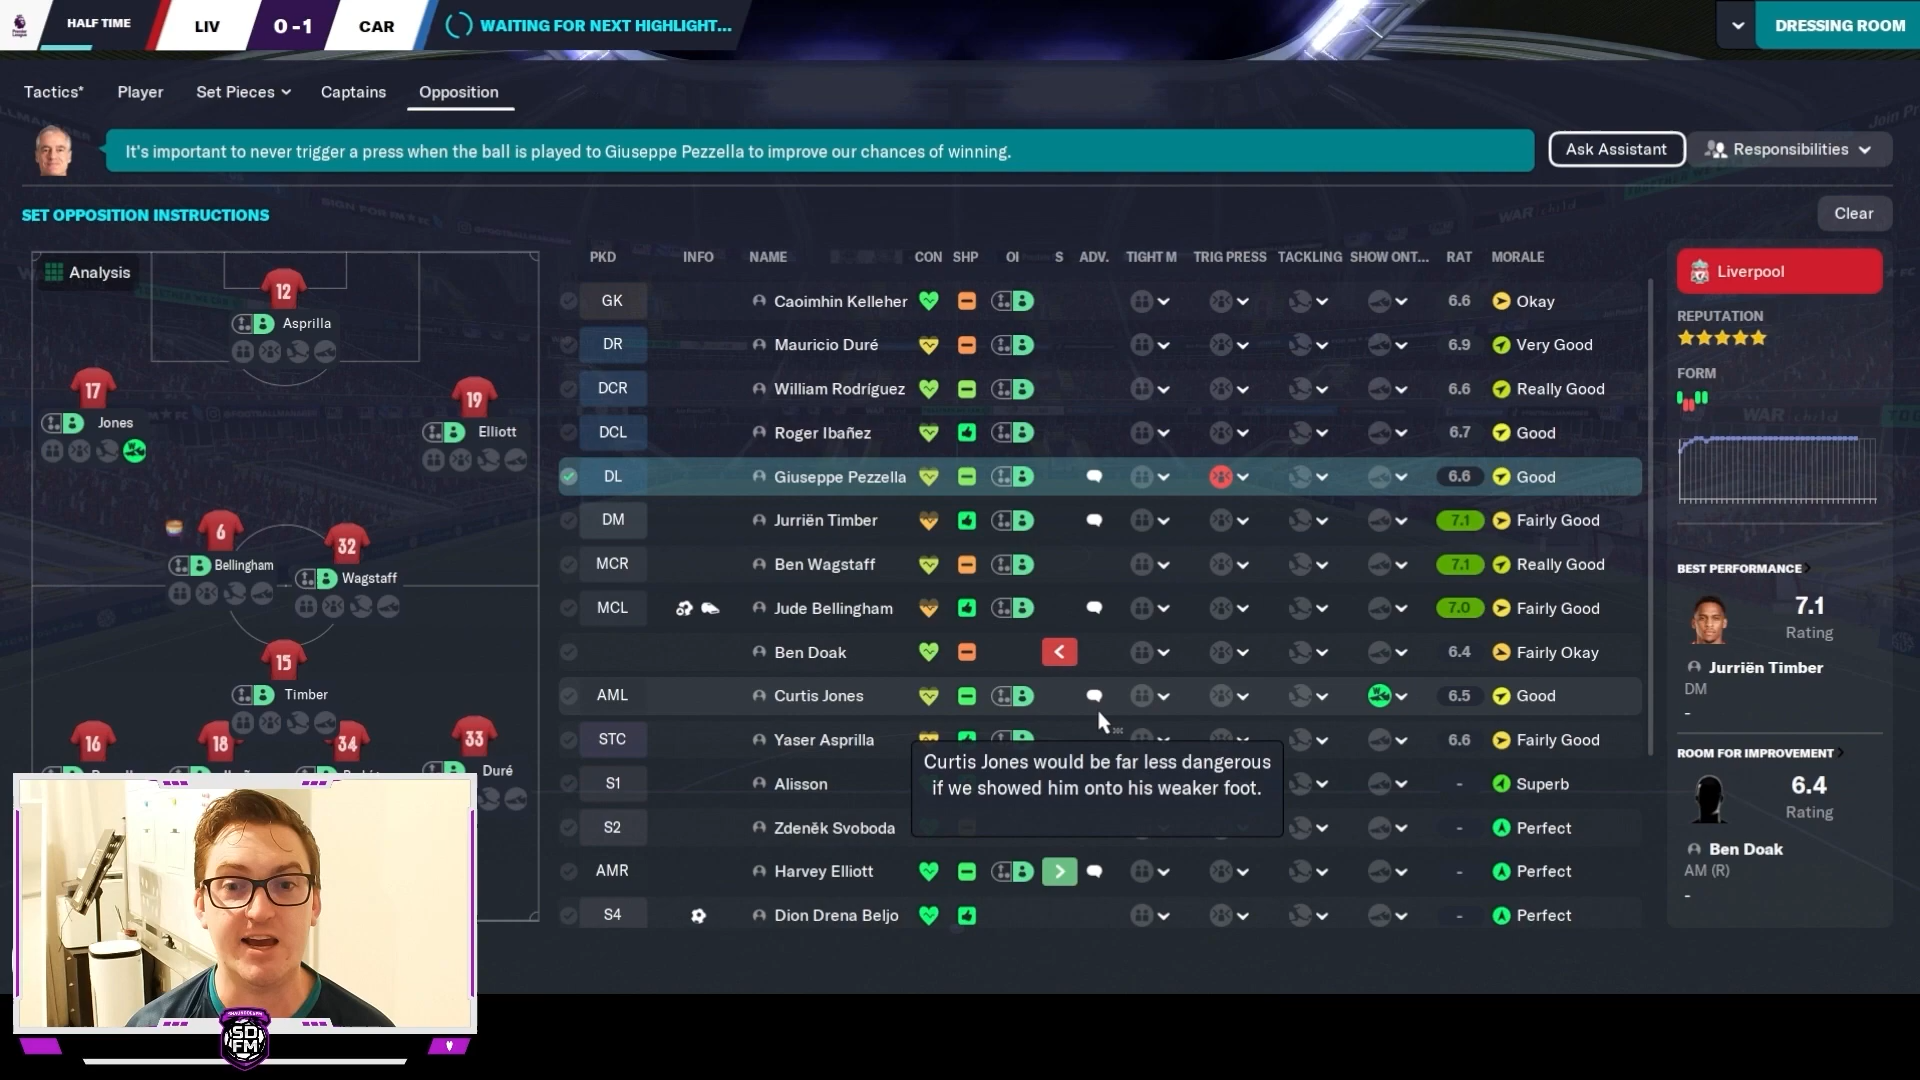 HALF TIME
LIV
0 - 1
CAR
WAITING FOR NEXT HIGHLIGHT...
DRESSING ROOM
Tactics*
Player
Set Pieces
Captains
Opposition
It's important to never trigger a press when the ball is played to Giuseppe Pezzella to improve our chances of winning.
Ask Assistant
Responsibilities
SET OPPOSITION INSTRUCTIONS
Clear
Analysis
12
Asprilla
17
Jones
19
Elliott
6
Bellingham
32
Wagstaff
15
Timber
16
18
34
33
Duré
PKD INFO NAME CON SHP OI S ADV. TIGHT M TRIG PRESS TACKLING SHOW ONT... RAT MORALE
GK Caoimhin Kelleher 6.6 Okay
DR Mauricio Duré 6.9 Very Good
DCR William Rodríguez 6.6 Really Good
DCL Roger Ibañez 6.7 Good
DL Giuseppe Pezzella 6.6 Good
DM Jurriën Timber 7.1 Fairly Good
MCR Ben Wagstaff 7.1 Really Good
MCL Jude Bellingham 7.0 Fairly Good
Ben Doak 6.4 Fairly Okay
AML Curtis Jones 6.5 Good
STC Yaser Asprilla 6.6 Fairly Good
S1 Alisson - Superb
S2 Zdeněk Svoboda - Perfect
AMR Harvey Elliott - Perfect
S4 Dion Drena Beljo - Perfect
Curtis Jones would be far less dangerous
if we showed him onto his weaker foot.
Liverpool
REPUTATION
FORM
BEST PERFORMANCE
7.1
Rating
Jurriën Timber
DM
-
ROOM FOR IMPROVEMENT
6.4
Rating
Ben Doak
AM (R)
-
SD
FM